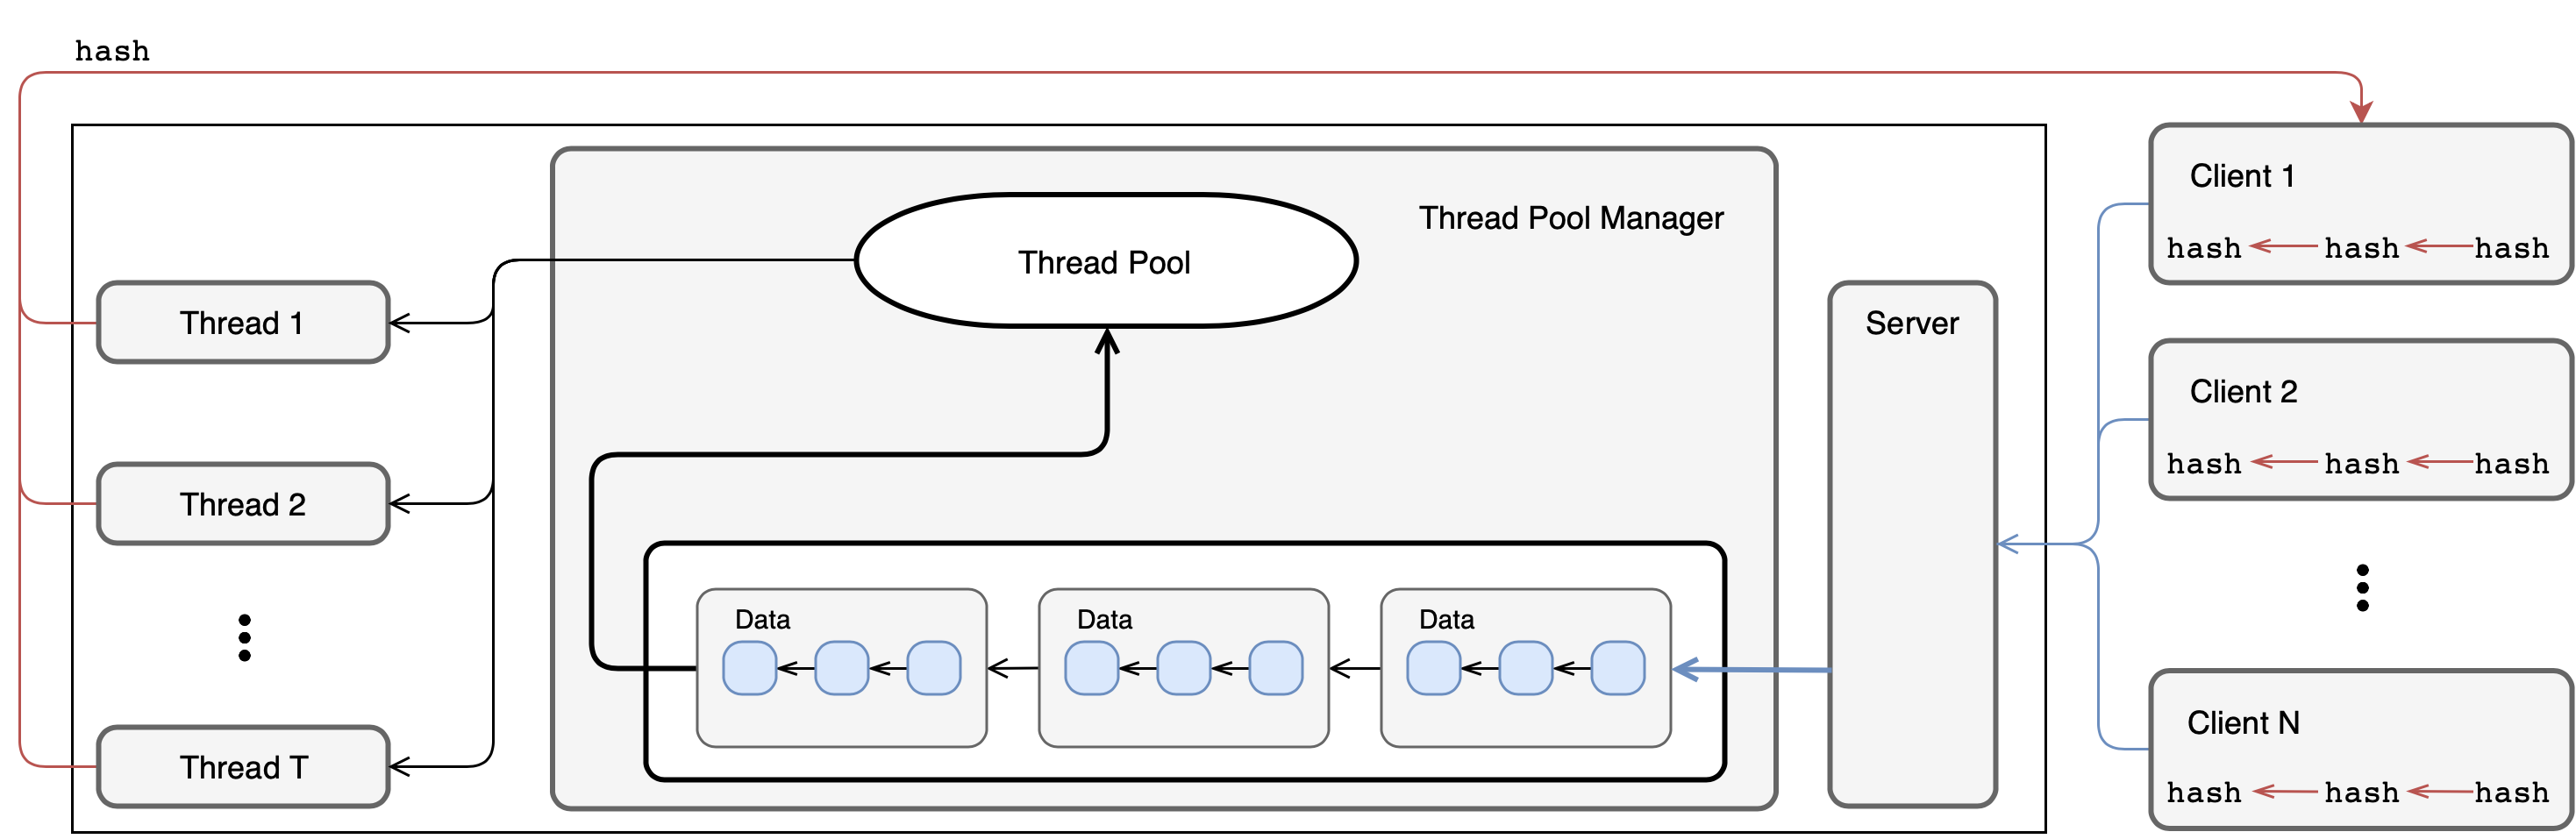 hash
Thread Pool Manager
Thread Pool
Thread 1
Thread 2
Thread T
Data
Data
Data
Server
Client 1
hash hash hash
Client 2
hash hash hash
Client N
hash hash hash